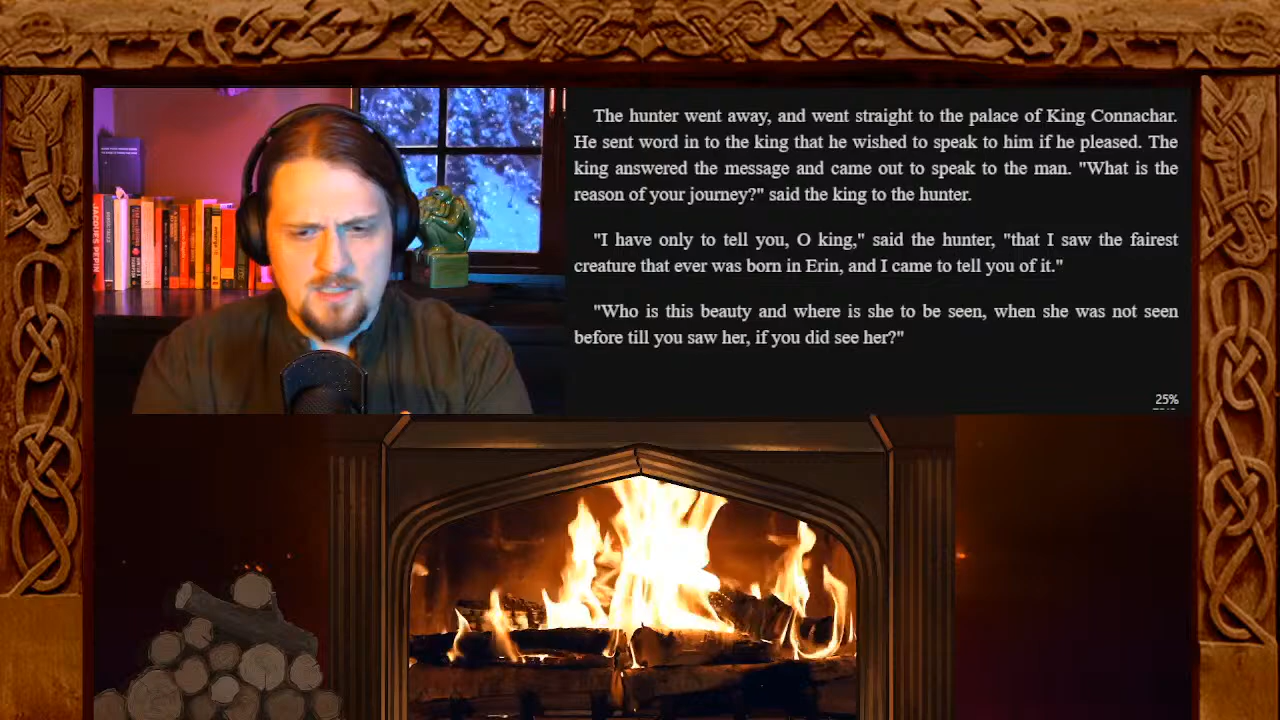 The hunter went away, and went straight to the palace of King Connachar.
He sent word in to the king that he wished to speak to him if he pleased. The
king answered the message and came out to speak to the man. "What is the
reason of your journey?" said the king to the hunter.
"I have only to tell you, O king," said the hunter, "that I saw the fairest
creature that ever was born in Erin, and I came to tell you of it."
"Who is this beauty and where is she to be seen, when she was not seen
before till you saw her, if you did see her?"
25%
JACQUES PÉPIN